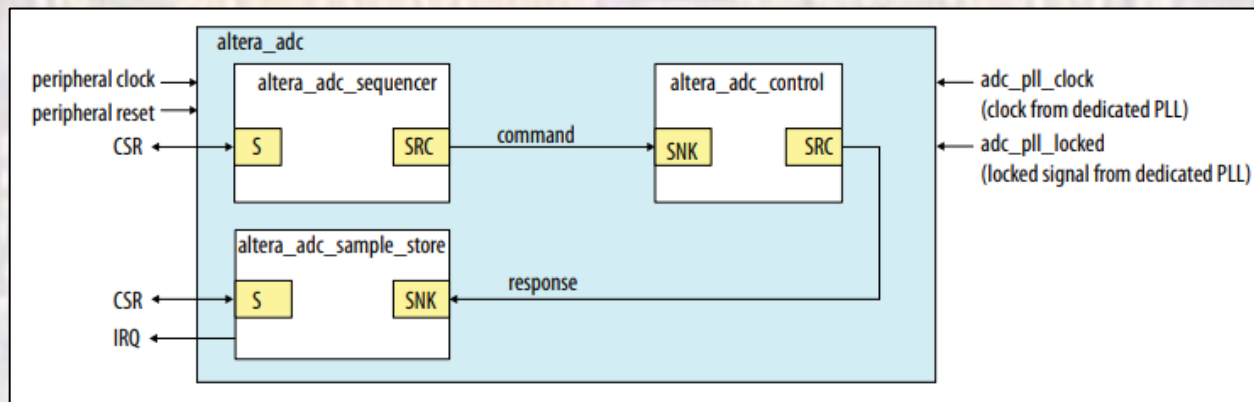 altera_adc
peripheral clock
peripheral reset
CSR
altera_adc_sequencer
S
SRC
command
altera_adc_control
SNK
SRC
adc_pll_clock
(clock from dedicated PLL)
adc_pll_locked
(locked signal from dedicated PLL)
altera_adc_sample_store
CSR
S
SNK
response
IRQ